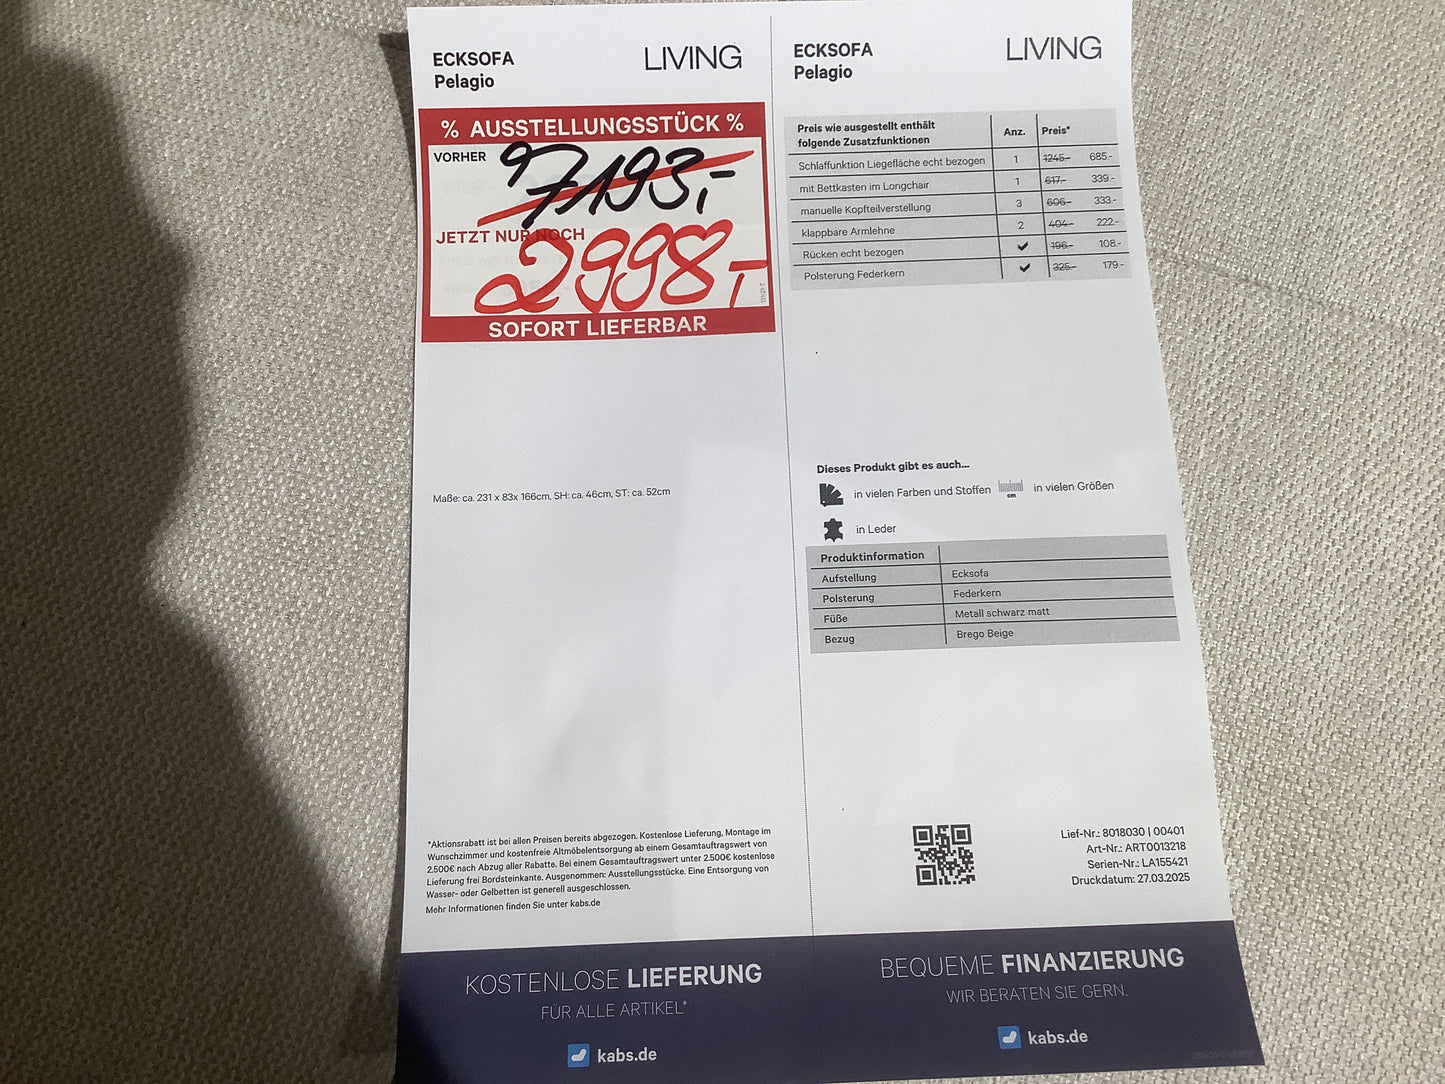 ECKSOFA
Pelagio
LIVING
% AUSSTELLUNGSSTÜCK %
VORHER
7193,-
JETZT NUR NOCH
2998,-
SOFORT LIEFERBAR
Maße: ca. 231 x 83x 166cm, SH: ca. 46cm, ST: ca. 52cm
*Aktionsrabatt ist bei allen Preisen bereits abgezogen. Kostenlose Lieferung, Montage im
Wunschzimmer und kostenfreie Altmöbelentsorgung ab einem Gesamtauftragswert von
2.500€ nach Abzug aller Rabatte. Bei einem Gesamtauftragswert unter 2.500€ kostenlose
Lieferung frei Bordsteinkante. Ausgenommen: Ausstellungsstücke. Eine Entsorgung von
Wasser- oder Gelbetten ist generell ausgeschlossen.
Mehr Informationen finden Sie unter kabs.de
KOSTENLOSE LIEFERUNG
FÜR ALLE ARTIKEL*
kabs.de
ECKSOFA
Pelagio
LIVING
Preis wie ausgestellt enthält
folgende Zusatzfunktionen Anz. Preis*
Schlaffunktion Liegefläche echt bezogen 1 1245.- 685.-
mit Bettkasten im Longchair 1 617.- 339.-
manuelle Kopfteilverstellung 3 606.- 333.-
klappbare Armlehne 2 404.- 222.-
Rücken echt bezogen ✔ 196.- 108.-
Polsterung Federkern ✔ 325.- 179.-
Dieses Produkt gibt es auch...
in vielen Farben und Stoffen cm in vielen Größen
in Leder
Produktinformation
Aufstellung Ecksofa
Polsterung Federkern
Füße Metall schwarz matt
Bezug Brego Beige
Lief-Nr.: 8018030 | 00401
Art-Nr.: ART0013218
Serien-Nr.: LA155421
Druckdatum: 27.03.2025
BEQUEME FINANZIERUNG
WIR BERATEN SIE GERN.
kabs.de